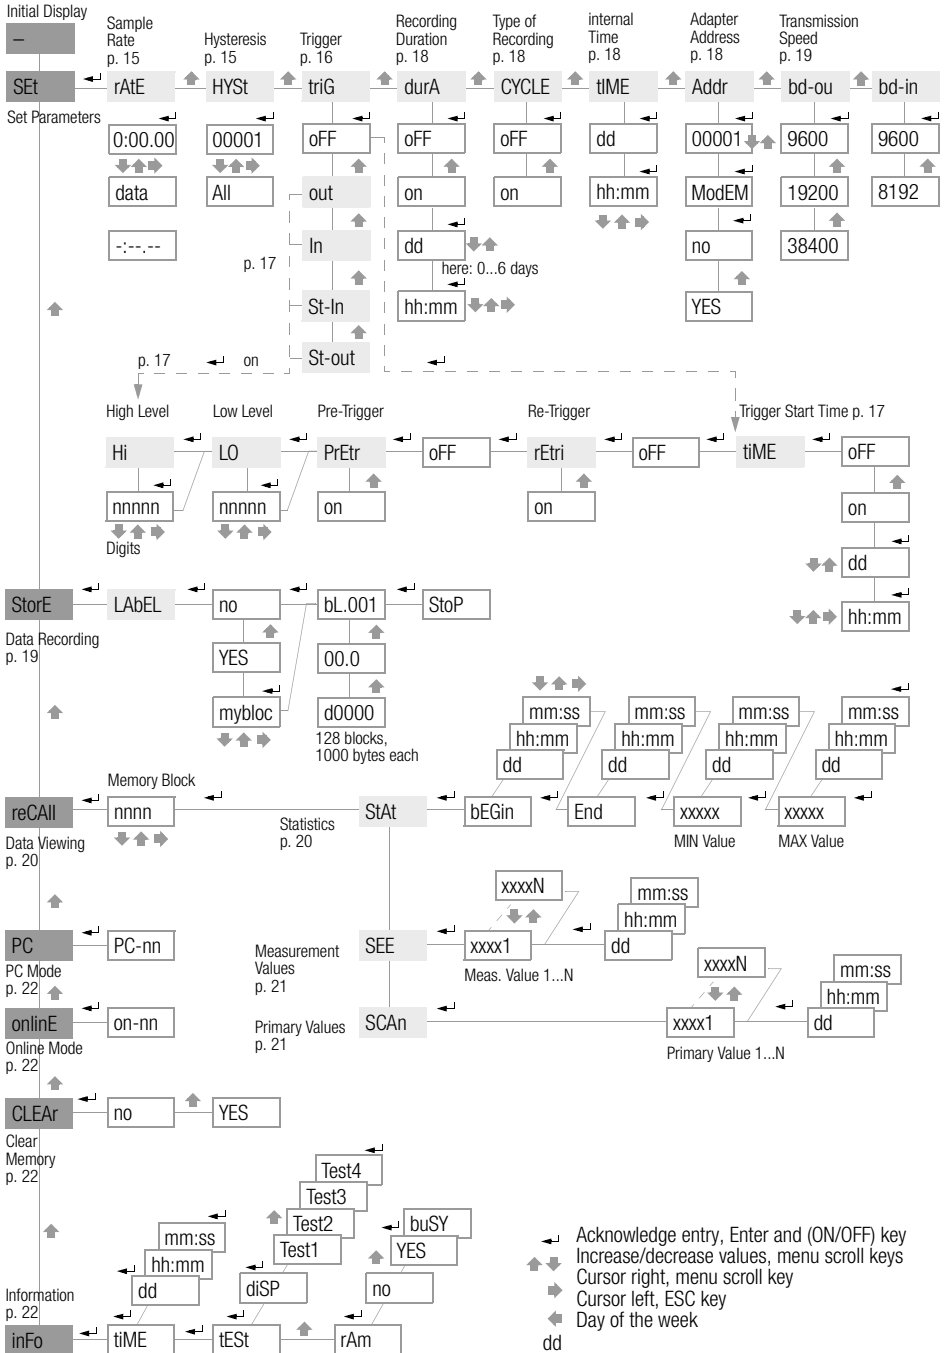 Initial Display
–
Sample
Rate
p. 15
Hysteresis
p. 15
Trigger
p. 16
Recording
Duration
p. 18
Type of
Recording
p. 18
internal
Time
p. 18
Adapter
Address
p. 18
Transmission
Speed
p. 19
SEt rAtE HYSt triG durA CYCLE tIME Addr bd-ou bd-in
Set Parameters
0:00.00 00001 oFF oFF oFF dd 00001 9600 9600
data All out on on hh:mm ModEM 19200 8192
-:--.-- In dd no 38400
here: 0...6 days
p. 17
St-In hh:mm YES
St-out
p. 17 on
High Level Low Level Pre-Trigger Re-Trigger Trigger Start Time p. 17
Hi LO PrEtr oFF rEtri oFF tiME oFF
nnnnn nnnnn on on on
Digits
dd
hh:mm
StorE LAbEL no bL.001 StoP
Data Recording
p. 19
YES 00.0
mybloc d0000
128 blocks,
1000 bytes each
mm:ss mm:ss mm:ss mm:ss
hh:mm hh:mm hh:mm hh:mm
dd dd dd dd
Memory Block
reCAll nnnn StAt bEGin End xxxxx xxxxx
Data Viewing
p. 20
Statistics
p. 20
MIN Value MAX Value
xxxxN mm:ss
hh:mm
PC PC-nn SEE xxxx1 dd
PC Mode
p. 22
Measurement
Values
p. 21
Meas. Value 1...N
xxxxN mm:ss
hh:mm
onlinE on-nn SCAn xxxx1 dd
Online Mode
p. 22
Primary Values
p. 21
Primary Value 1...N
CLEAr no YES
Clear
Memory
p. 22
Test4
Test3
mm:ss Test2 buSY
hh:mm Test1 YES
dd diSP no
Information
p. 22
inFo tiME tESt rAm
Acknowledge entry, Enter and (ON/OFF) key
Increase/decrease values, menu scroll keys
Cursor right, menu scroll key
Cursor left, ESC key
Day of the week
dd